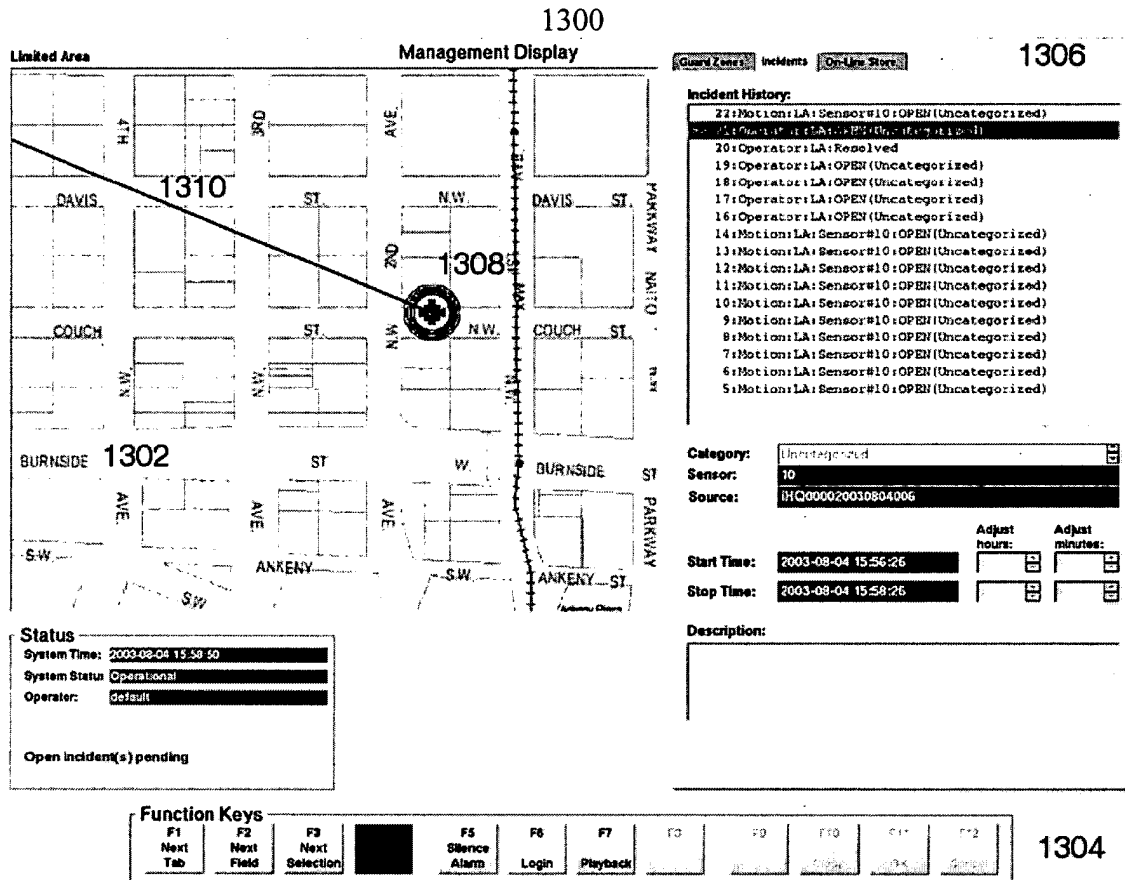 1300
Limited Area
Management Display
Guard Zones
Incidents
On-Line Store
1306
4TH
3RD
AVE.
1310
DAVIS
ST.
N.W.
DAVIS
ST.
PARKWAY
NAITO
2ND
1308
COUCH
ST.
N.W.
N.W.
COUCH
ST.
N.W.
N.W.
N.W.
BURNSIDE
1302
ST
W.
BURNSIDE
ST
AVE.
AVE.
AVE.
PARKWAY
S.W.
ANKENY
S.W.
ANKENY
ST
S.W.
Incident History:
22:Motion:LA:Sensor#10:OPEN(Uncategorized)
20:Operator:LA:Resolved
19:Operator:LA:OPEN(Uncategorized)
18:Operator:LA:OPEN(Uncategorized)
17:Operator:LA:OPEN(Uncategorized)
16:Operator:LA:OPEN(Uncategorized)
14:Motion:LA:Sensor#10:OPEN(Uncategorized)
13:Motion:LA:Sensor#10:OPEN(Uncategorized)
12:Motion:LA:Sensor#10:OPEN(Uncategorized)
11:Motion:LA:Sensor#10:OPEN(Uncategorized)
10:Motion:LA:Sensor#10:OPEN(Uncategorized)
9:Motion:LA:Sensor#10:OPEN(Uncategorized)
8:Motion:LA:Sensor#10:OPEN(Uncategorized)
7:Motion:LA:Sensor#10:OPEN(Uncategorized)
6:Motion:LA:Sensor#10:OPEN(Uncategorized)
5:Motion:LA:Sensor#10:OPEN(Uncategorized)
Category: Uncategorized
Sensor: 10
Source: iHQ000020030804006
Adjust hours:
Adjust minutes:
Start Time: 2003-08-04 15:56:26
Stop Time: 2003-08-04 15:58:26
Description:
Status
System Time: 2003-08-04 15:58:50
System Status Operational
Operater: default
Open incident(s) pending
Function Keys
F1 Next Tab
F2 Next Field
F3 Next Selection
F5 Silence Alarm
F6 Login
F7 Playback
F8
F9
F10
F11
F12
1304